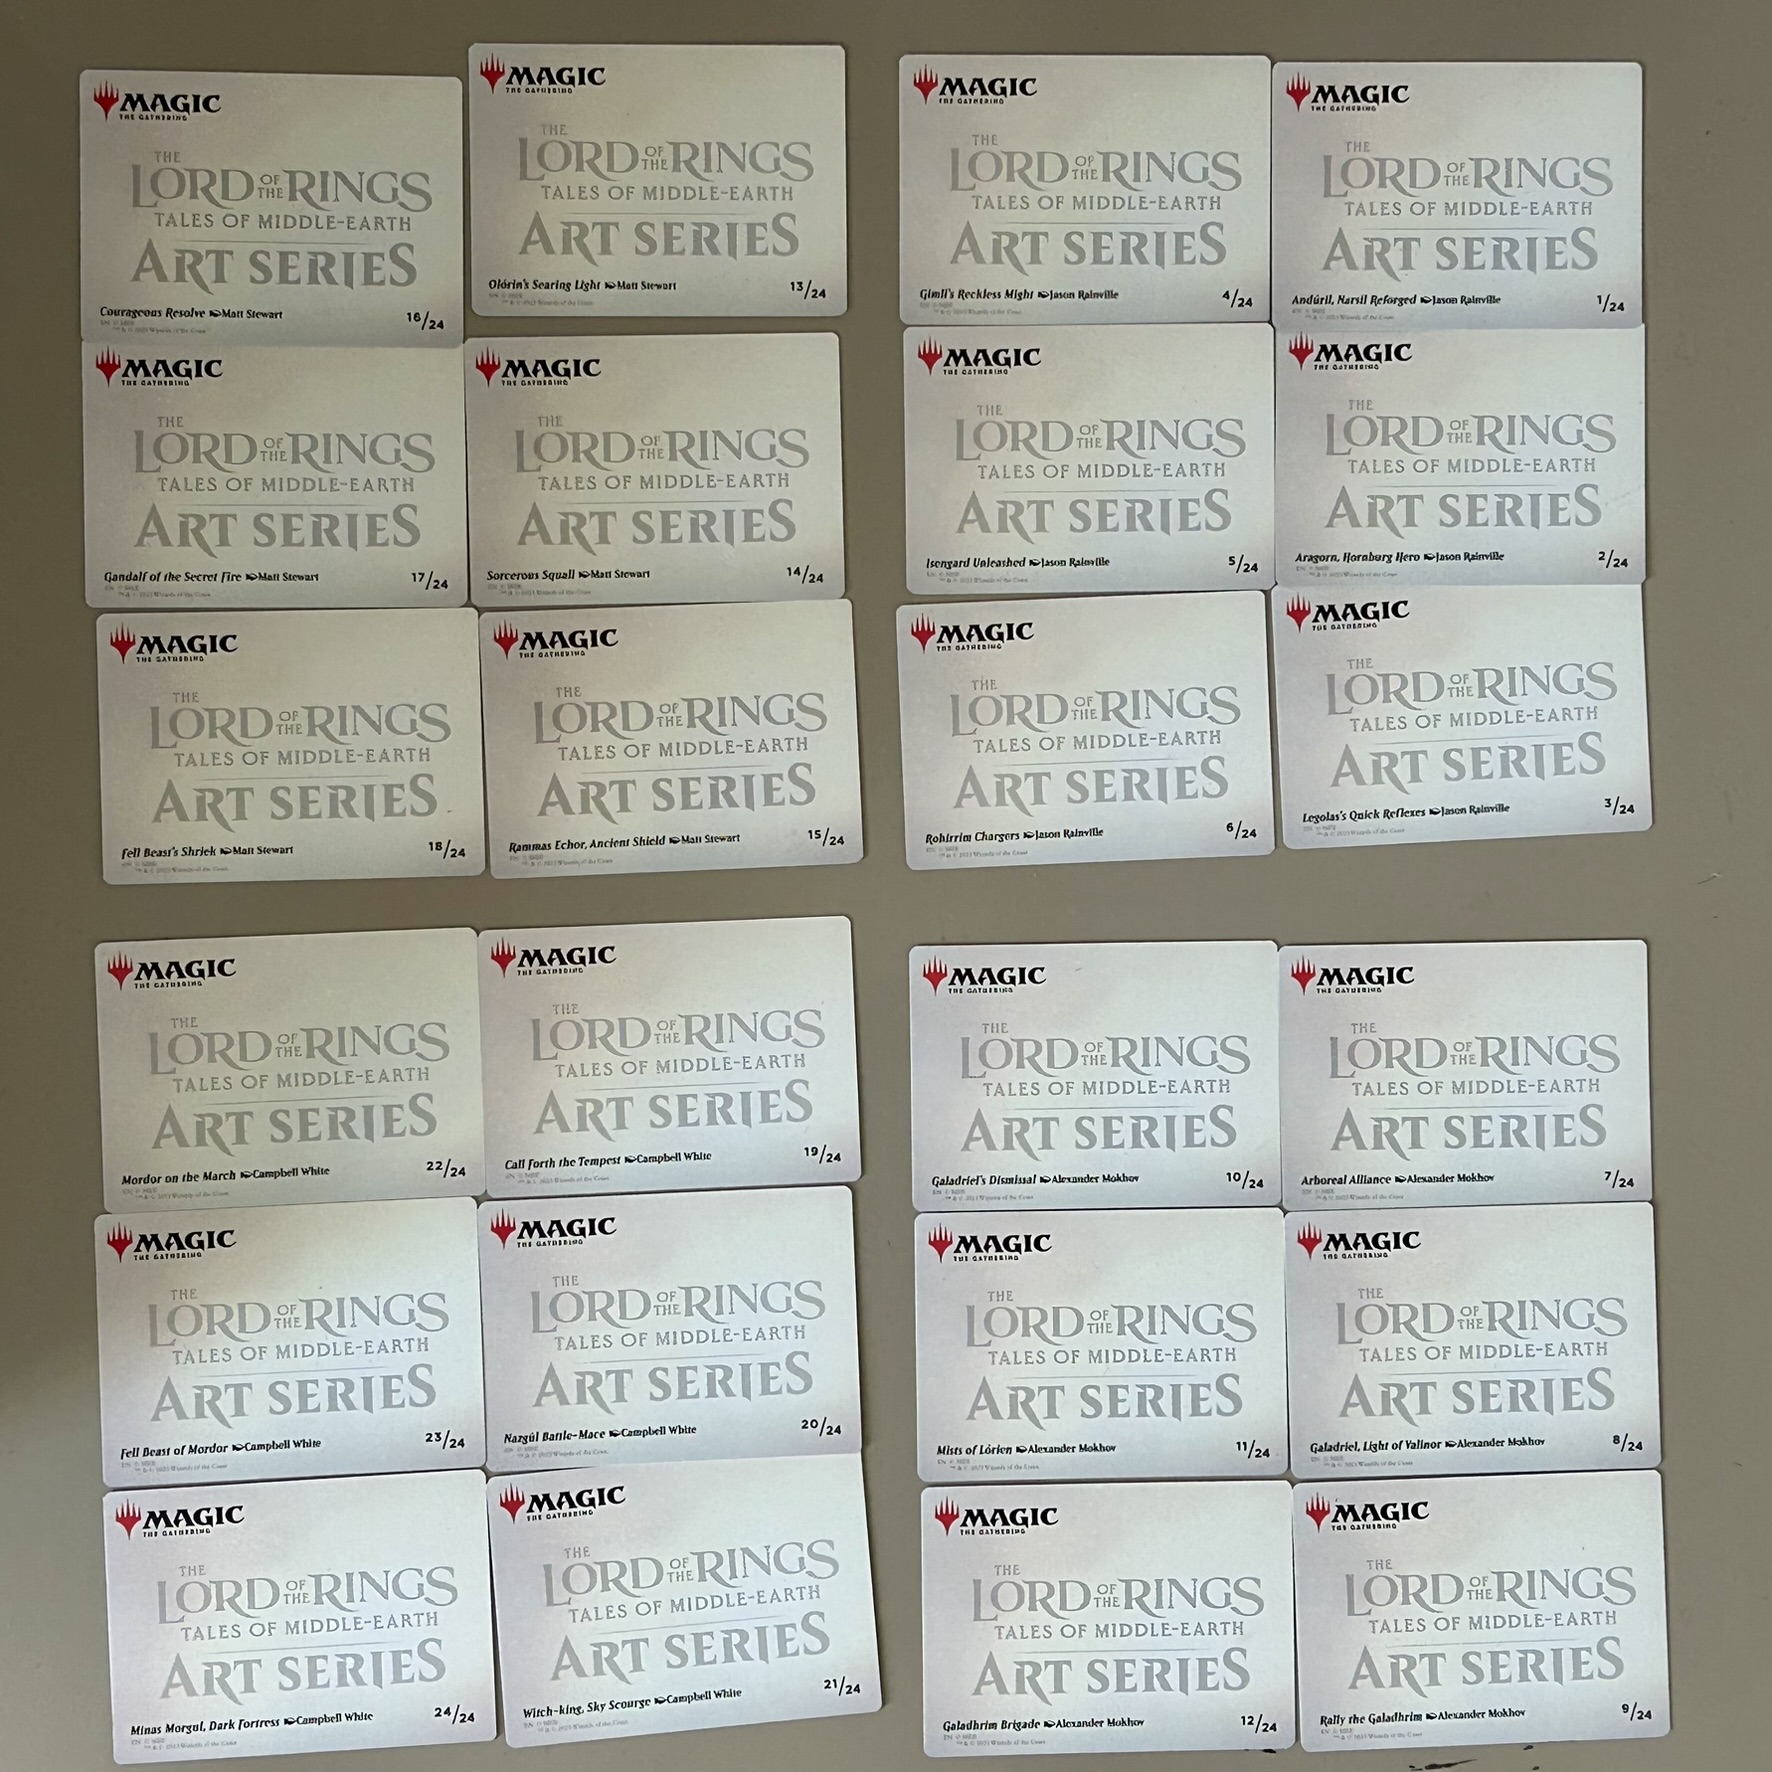 MAGIC
THE GATHERING
THE
LORD OF THE RINGS
TALES OF MIDDLE-EARTH
ART SERIES
Courageous Resolve Matt Stewart 16/24
MAGIC
THE GATHERING
THE
LORD OF THE RINGS
TALES OF MIDDLE-EARTH
ART SERIES
Olórin's Searing Light Matt Stewart 13/24
MAGIC
THE GATHERING
THE
LORD OF THE RINGS
TALES OF MIDDLE-EARTH
ART SERIES
Gandalf of the Secret Fire Matt Stewart 17/24
MAGIC
THE GATHERING
THE
LORD OF THE RINGS
TALES OF MIDDLE-EARTH
ART SERIES
Sorcerous Squall Matt Stewart 14/24
MAGIC
THE GATHERING
THE
LORD OF THE RINGS
TALES OF MIDDLE-EARTH
ART SERIES
Fell Beast's Shriek Matt Stewart 18/24
MAGIC
THE GATHERING
THE
LORD OF THE RINGS
TALES OF MIDDLE-EARTH
ART SERIES
Rammas Echor, Ancient Shield Matt Stewart 15/24
MAGIC
THE GATHERING
THE
LORD OF THE RINGS
TALES OF MIDDLE-EARTH
ART SERIES
Gimli's Reckless Might Jason Rainville 4/24
MAGIC
THE GATHERING
THE
LORD OF THE RINGS
TALES OF MIDDLE-EARTH
ART SERIES
Andúril, Narsil Reforged Jason Rainville 1/24
MAGIC
THE GATHERING
THE
LORD OF THE RINGS
TALES OF MIDDLE-EARTH
ART SERIES
Isengard Unleashed Jason Rainville 5/24
MAGIC
THE GATHERING
THE
LORD OF THE RINGS
TALES OF MIDDLE-EARTH
ART SERIES
Aragorn, Hornburg Hero Jason Rainville 2/24
MAGIC
THE GATHERING
THE
LORD OF THE RINGS
TALES OF MIDDLE-EARTH
ART SERIES
Rohirrim Chargers Jason Rainville 6/24
MAGIC
THE GATHERING
THE
LORD OF THE RINGS
TALES OF MIDDLE-EARTH
ART SERIES
Legolas's Quick Reflexes Jason Rainville 3/24
MAGIC
THE GATHERING
THE
LORD OF THE RINGS
TALES OF MIDDLE-EARTH
ART SERIES
Mordor on the March Campbell White 22/24
MAGIC
THE GATHERING
THE
LORD OF THE RINGS
TALES OF MIDDLE-EARTH
ART SERIES
Call forth the Tempest Campbell White 19/24
MAGIC
THE GATHERING
THE
LORD OF THE RINGS
TALES OF MIDDLE-EARTH
ART SERIES
Fell Beast of Mordor Campbell White 23/24
MAGIC
THE GATHERING
THE
LORD OF THE RINGS
TALES OF MIDDLE-EARTH
ART SERIES
Nazgûl Battle-Mace Campbell White 20/24
MAGIC
THE GATHERING
THE
LORD OF THE RINGS
TALES OF MIDDLE-EARTH
ART SERIES
Minas Morgul, Dark Fortress Campbell White 24/24
MAGIC
THE GATHERING
THE
LORD OF THE RINGS
TALES OF MIDDLE-EARTH
ART SERIES
Witch-king, Sky Scourge Campbell White 21/24
MAGIC
THE GATHERING
THE
LORD OF THE RINGS
TALES OF MIDDLE-EARTH
ART SERIES
Galadriel's Dismissal Alexander Mokhov 10/24
MAGIC
THE GATHERING
THE
LORD OF THE RINGS
TALES OF MIDDLE-EARTH
ART SERIES
Arboreal Alliance Alexander Mokhov 7/24
MAGIC
THE GATHERING
THE
LORD OF THE RINGS
TALES OF MIDDLE-EARTH
ART SERIES
Mists of Lórien Alexander Mokhov 11/24
MAGIC
THE GATHERING
THE
LORD OF THE RINGS
TALES OF MIDDLE-EARTH
ART SERIES
Galadriel, Light of Valinor Alexander Mokhov 8/24
MAGIC
THE GATHERING
THE
LORD OF THE RINGS
TALES OF MIDDLE-EARTH
ART SERIES
Galadhrim Brigade Alexander Mokhov 12/24
MAGIC
THE GATHERING
THE
LORD OF THE RINGS
TALES OF MIDDLE-EARTH
ART SERIES
Rally the Galadhrim Alexander Mokhov 9/24